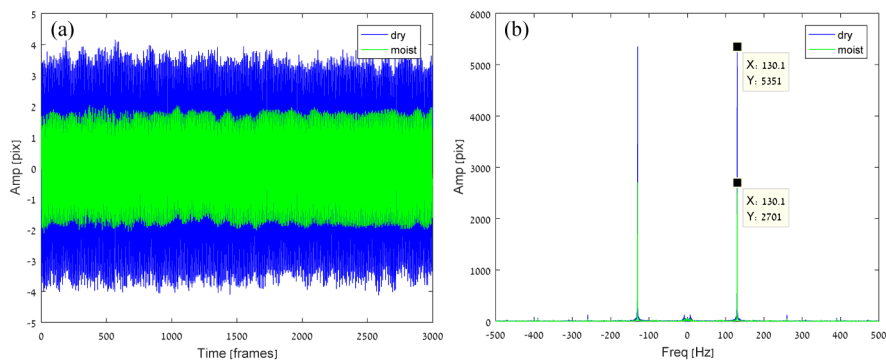 (a)
dry
moist
5
4
3
2
1
0
-1
-2
-3
-4
-5
Amp [pix]
0
500
1000
1500
2000
2500
3000
Time [frames]
(b)
dry
moist
6000
5000
4000
3000
2000
1000
0
Amp [pix]
X: 130.1
Y: 5351
X: 130.1
Y: 2701
-500
-400
-300
-200
-100
0
100
200
300
400
500
Freq [Hz]